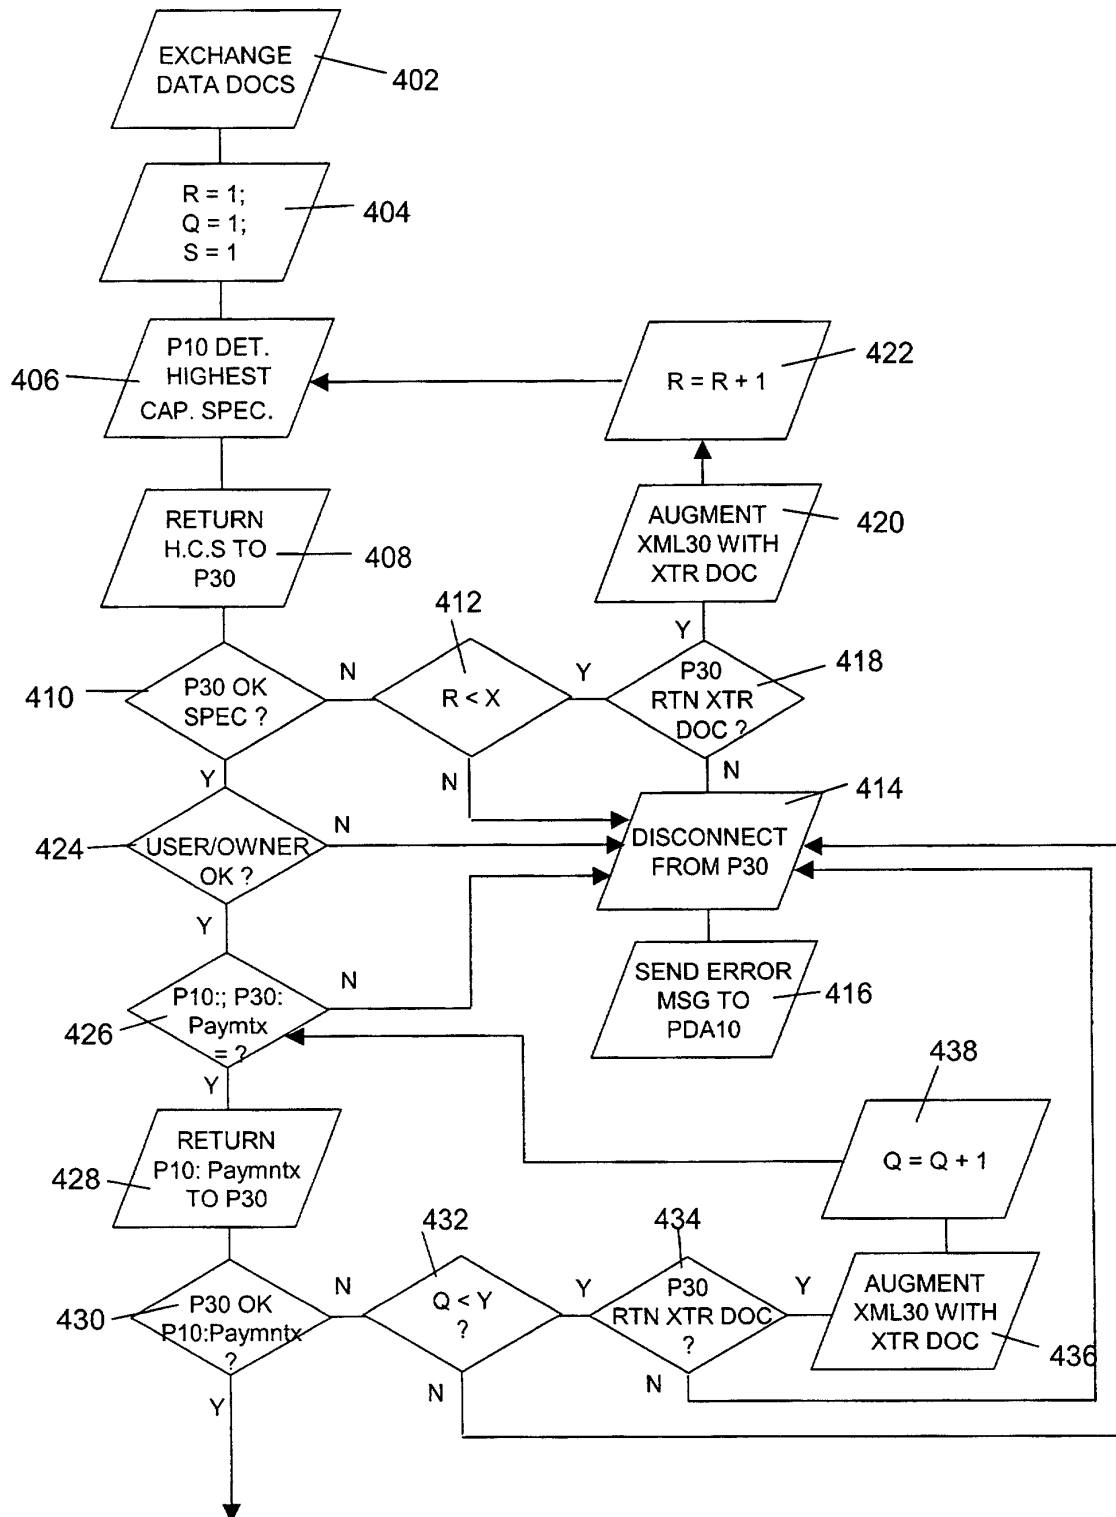 EXCHANGE
DATA DOCS
402
R = 1;
Q = 1;
S = 1
404
P10 DET.
HIGHEST
CAP. SPEC.
406
R = R + 1
422
RETURN
H.C.S TO
P30
408
AUGMENT
XML30 WITH
XTR DOC
420
412
Y
410
P30 OK
SPEC ?
N
R < X
Y
P30
RTN XTR
DOC ?
418
Y
N
N
414
424
USER/OWNER
OK ?
N
DISCONNECT
FROM P30
Y
P10:; P30:
Paymtx
= ?
426
N
SEND ERROR
MSG TO
PDA10
416
Y
438
RETURN
P10: Paymntx
TO P30
428
Q = Q + 1
432
434
430
P30 OK
P10:Paymntx
?
N
Q < Y
?
Y
P30
RTN XTR DOC
?
Y
AUGMENT
XML30 WITH
XTR DOC
436
Y
N
N